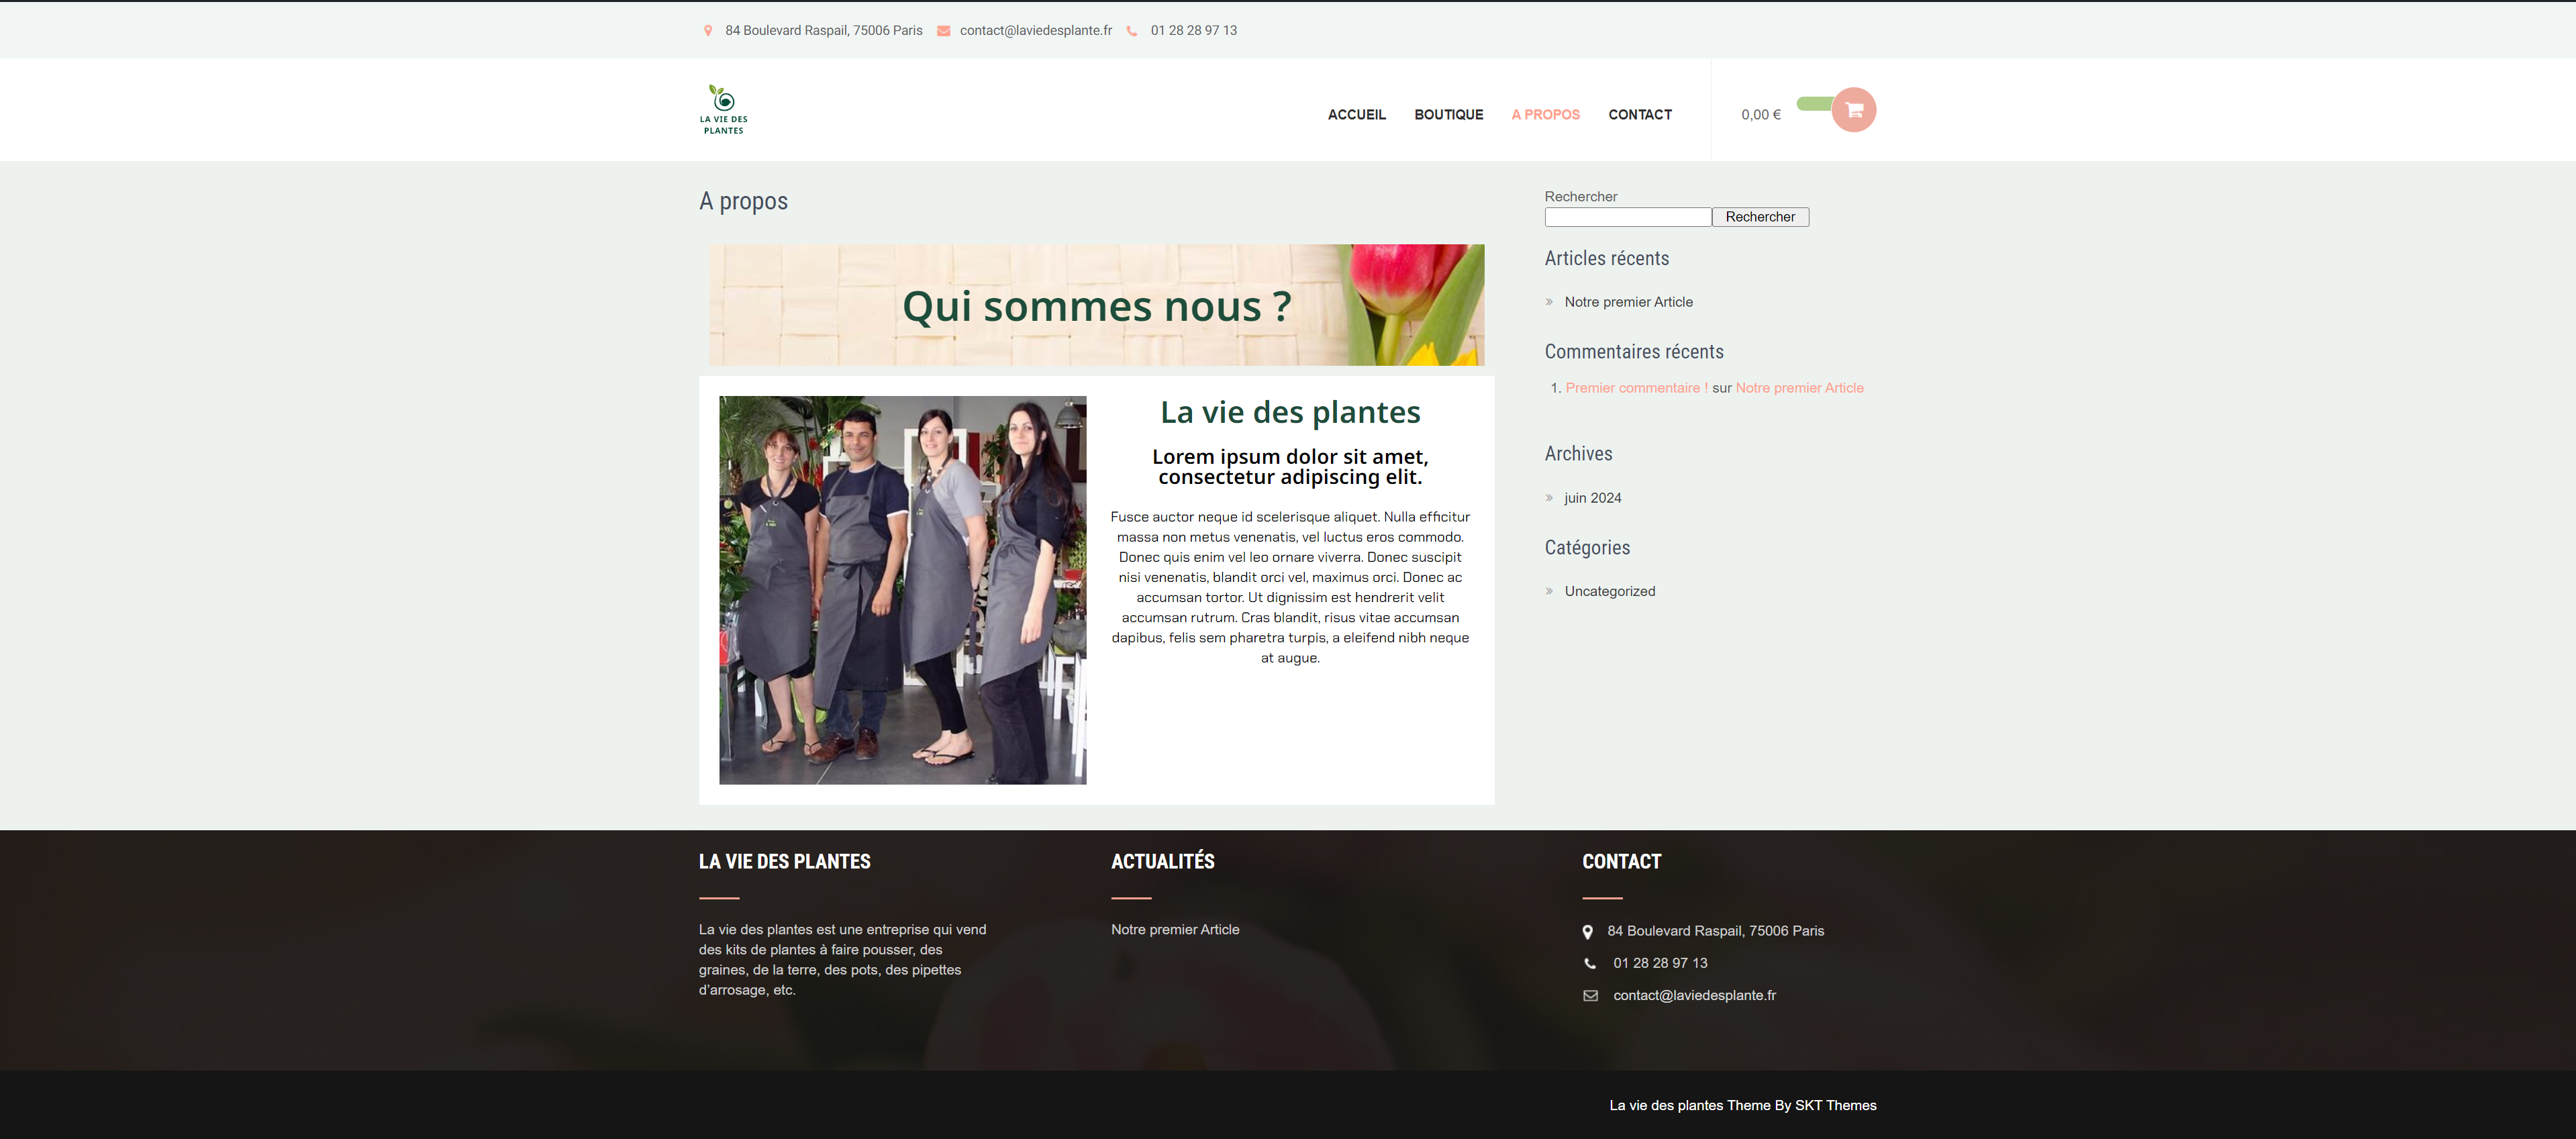 84 Boulevard Raspail, 75006 Paris contact@laviedesplante.fr 01 28 28 97 13
LA VIE DES
PLANTES
ACCUEIL BOUTIQUE A PROPOS CONTACT 0,00 €
A propos
Qui sommes nous ?
La vie des plantes
Lorem ipsum dolor sit amet,
consectetur adipiscing elit.
Fusce auctor neque id scelerisque aliquet. Nulla efficitur
massa non metus venenatis, vel luctus eros commodo.
Donec quis enim vel leo ornare viverra. Donec suscipit
nisi venenatis, blandit orci vel, maximus orci. Donec ac
accumsan tortor. Ut dignissim est hendrerit velit
accumsan rutrum. Cras blandit, risus vitae accumsan
dapibus, felis sem pharetra turpis, a eleifend nibh neque
at augue.
Rechercher
Rechercher
Articles récents
» Notre premier Article
Commentaires récents
1. Premier commentaire ! sur Notre premier Article
Archives
» juin 2024
Catégories
» Uncategorized
LA VIE DES PLANTES
La vie des plantes est une entreprise qui vend
des kits de plantes à faire pousser, des
graines, de la terre, des pots, des pipettes
d’arrosage, etc.
ACTUALITÉS
Notre premier Article
CONTACT
84 Boulevard Raspail, 75006 Paris
01 28 28 97 13
contact@laviedesplante.fr
La vie des plantes Theme By SKT Themes